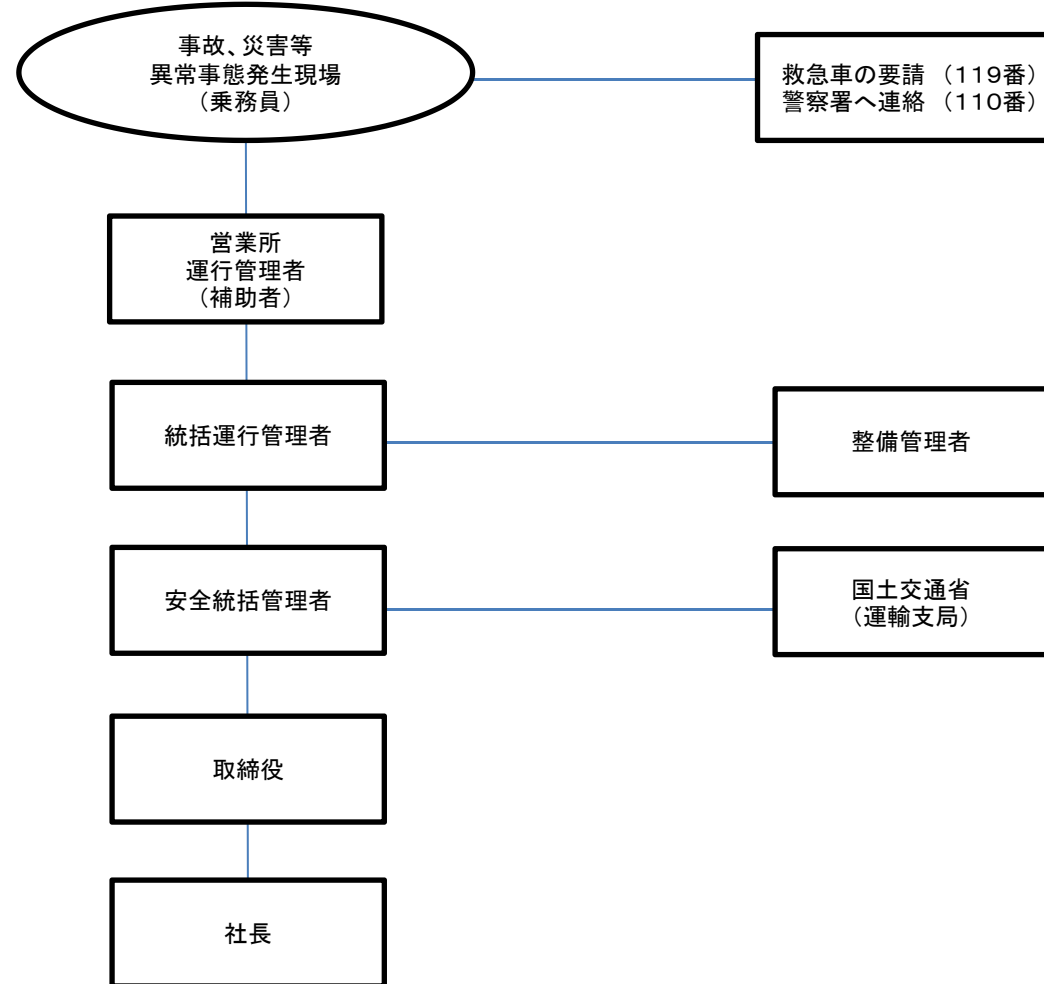 事故、災害等
異常事態発生現場
（乗務員）
救急車の要請 （119番）
警察署へ連絡 （110番）
営業所
運行管理者
（補助者）
統括運行管理者
整備管理者
安全統括管理者
国土交通省
（運輸支局）
取締役
社長